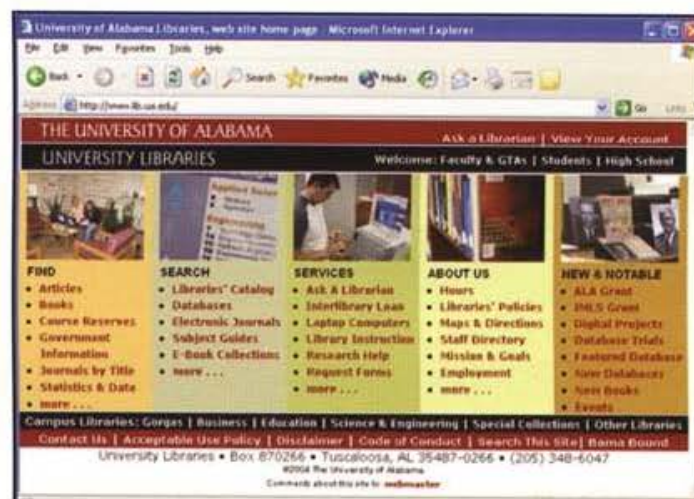 University of Alabama Libraries, web site home page - Microsoft Internet Explorer
File Edit View Favorites Tools Help
Back Search Favorites Media
Address http://www.lib.ua.edu/ Go Links
THE UNIVERSITY OF ALABAMA
Ask a Librarian | View Your Account
UNIVERSITY LIBRARIES
Welcome: Faculty & GTAs | Students | High School
Engineering
FIND
• Articles
• Books
• Course Reserves
• Government
Information
• Journals by Title
• Statistics & Data
• more . . .
SEARCH
• Libraries' Catalog
• Databases
• Electronic Journals
• Subject Guides
• E-Book Collections
• more . . .
SERVICES
• Ask A Librarian
• Interlibrary Loan
• Laptop Computers
• Library Instruction
• Research Help
• Request Forms
• more . . .
ABOUT US
• Hours
• Libraries' Policies
• Maps & Directions
• Staff Directory
• Mission & Goals
• Employment
• more . . .
NEW & NOTABLE
• ALA Grant
• IMLS Grant
• Digital Projects
• Database Trials
• Featured Database
• New Databases
• New Books
• Events
Campus Libraries: Gorgas | Business | Education | Science & Engineering | Special Collections | Other Libraries
Contact Us | Acceptable Use Policy | Disclaimer | Code of Conduct | Search This Site | Bama Bound
University Libraries • Box 870266 • Tuscaloosa, AL 35487-0266 • (205) 348-6047
©2004 The University of Alabama
Comments about this site to webmaster